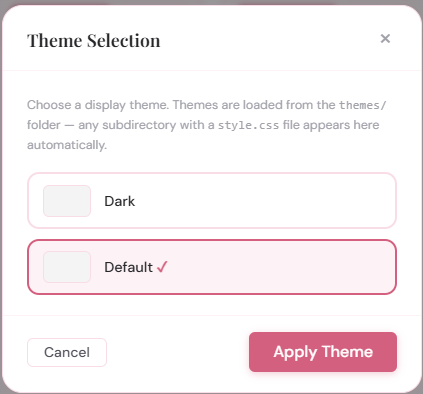 Theme Selection ×
Choose a display theme. Themes are loaded from the themes/
folder — any subdirectory with a style.css file appears here
automatically.
Dark
Default ✓
Cancel Apply Theme